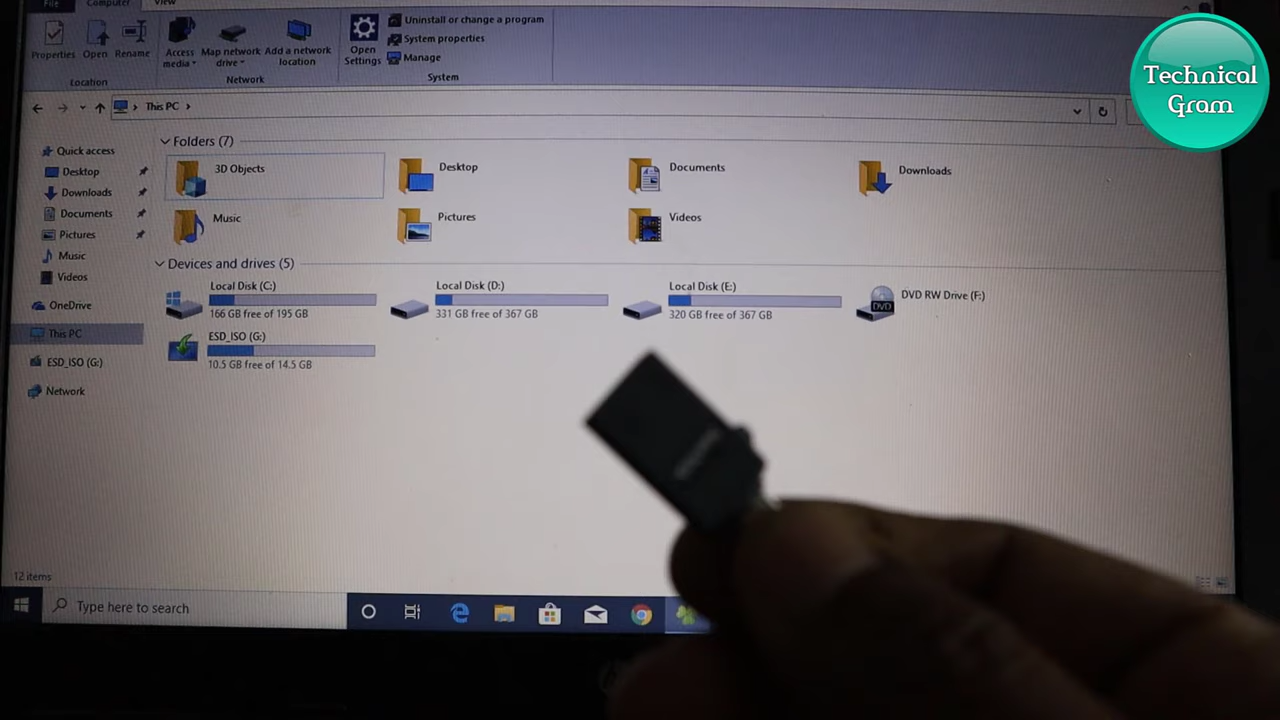 File
Computer
View
Properties
Open
Rename
Access media
Map network drive
Add a network location
Open Settings
Uninstall or change a program
System properties
Manage
Location
Network
System
This PC
Technical
Gram
Quick access
Desktop
Downloads
Documents
Pictures
Music
Videos
OneDrive
This PC
ESD_ISO (G:)
Network
Folders (7)
3D Objects
Desktop
Documents
Downloads
Music
Pictures
Videos
Devices and drives (5)
Local Disk (C:)
166 GB free of 195 GB
Local Disk (D:)
331 GB free of 367 GB
Local Disk (E:)
320 GB free of 367 GB
DVD RW Drive (F:)
DVD
ESD_ISO (G:)
10.5 GB free of 14.5 GB
12 items
Type here to search